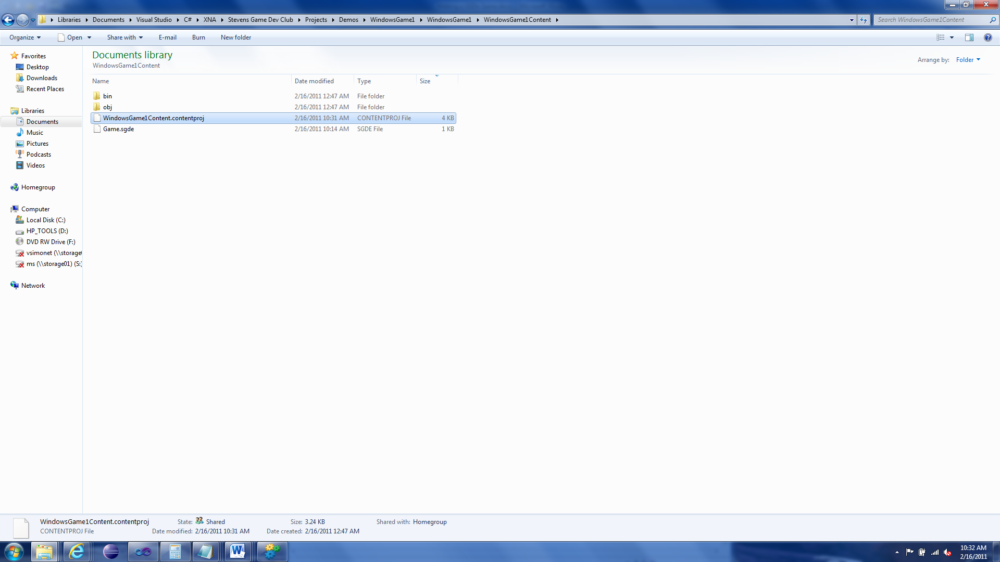 Libraries Documents Visual Studio C# XNA Stevens Game Dev Club Projects Demos WindowsGame1 WindowsGame1 WindowsGame1Content
Search WindowsGame1Content
Organize Open Share with E-mail Burn New folder
Favorites
Desktop
Downloads
Recent Places
Libraries
Documents
Music
Pictures
Podcasts
Videos
Homegroup
Computer
Local Disk (C:)
HP_TOOLS (D:)
DVD RW Drive (F:)
vsimonet (\\storage
ms (\\storage01) (S:)
Network
Documents library
WindowsGame1Content
Arrange by: Folder
Name Date modified Type Size
bin 2/16/2011 12:47 AM File folder
obj 2/16/2011 12:47 AM File folder
WindowsGame1Content.contentproj 2/16/2011 10:31 AM CONTENTPROJ File 4 KB
Game.sgde 2/16/2011 10:14 AM SGDE File 1 KB
WindowsGame1Content.contentproj State: Shared Size: 3.24 KB Shared with: Homegroup
CONTENTPROJ File Date modified: 2/16/2011 10:31 AM Date created: 2/16/2011 12:47 AM
10:32 AM
2/16/2011